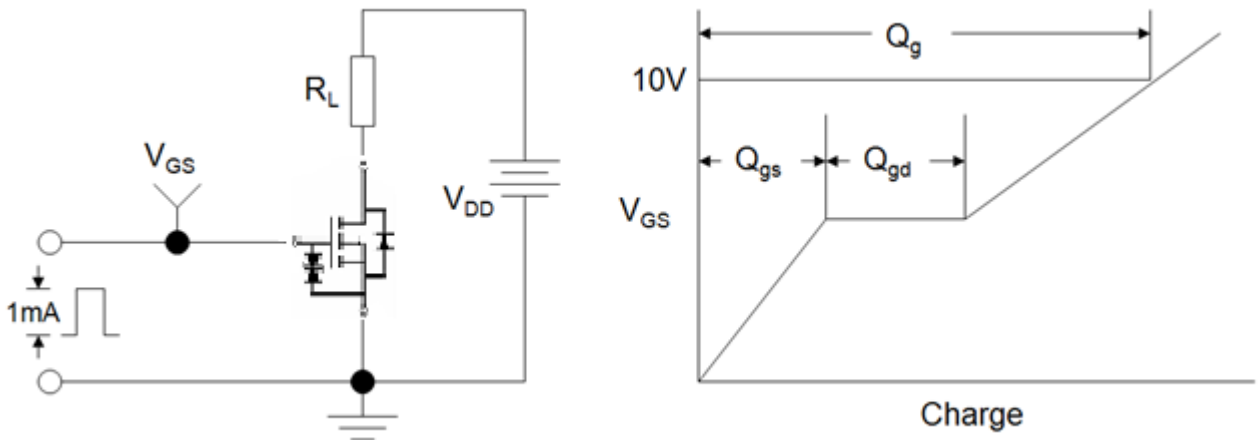 R_L
V_GS
V_DD
1mA
Q_g
10V
Q_gs
Q_gd
V_GS
Charge